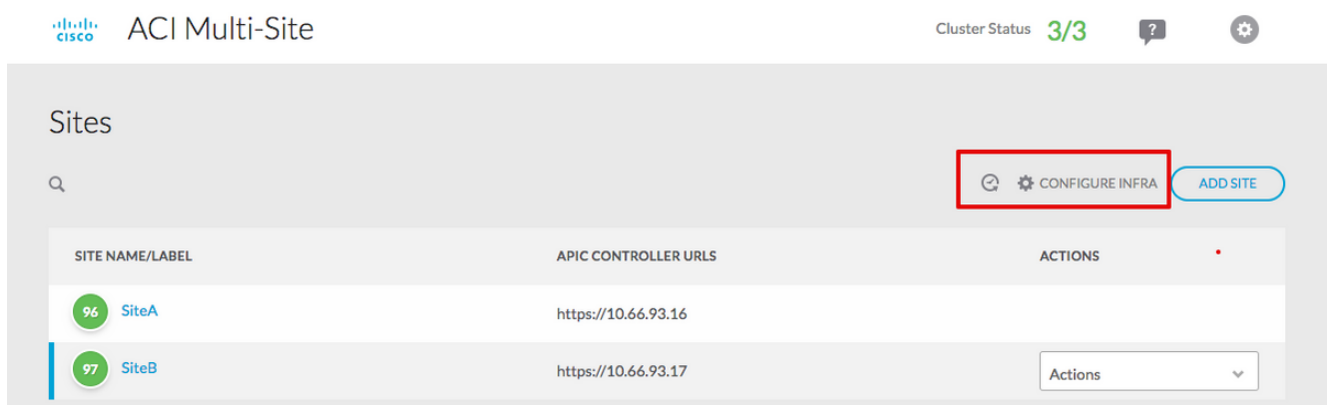 cisco ACI Multi-Site Cluster Status 3/3 ?
Sites
CONFIGURE INFRA ADD SITE
SITE NAME/LABEL APIC CONTROLLER URLS ACTIONS
96 SiteA https://10.66.93.16
97 SiteB https://10.66.93.17 Actions